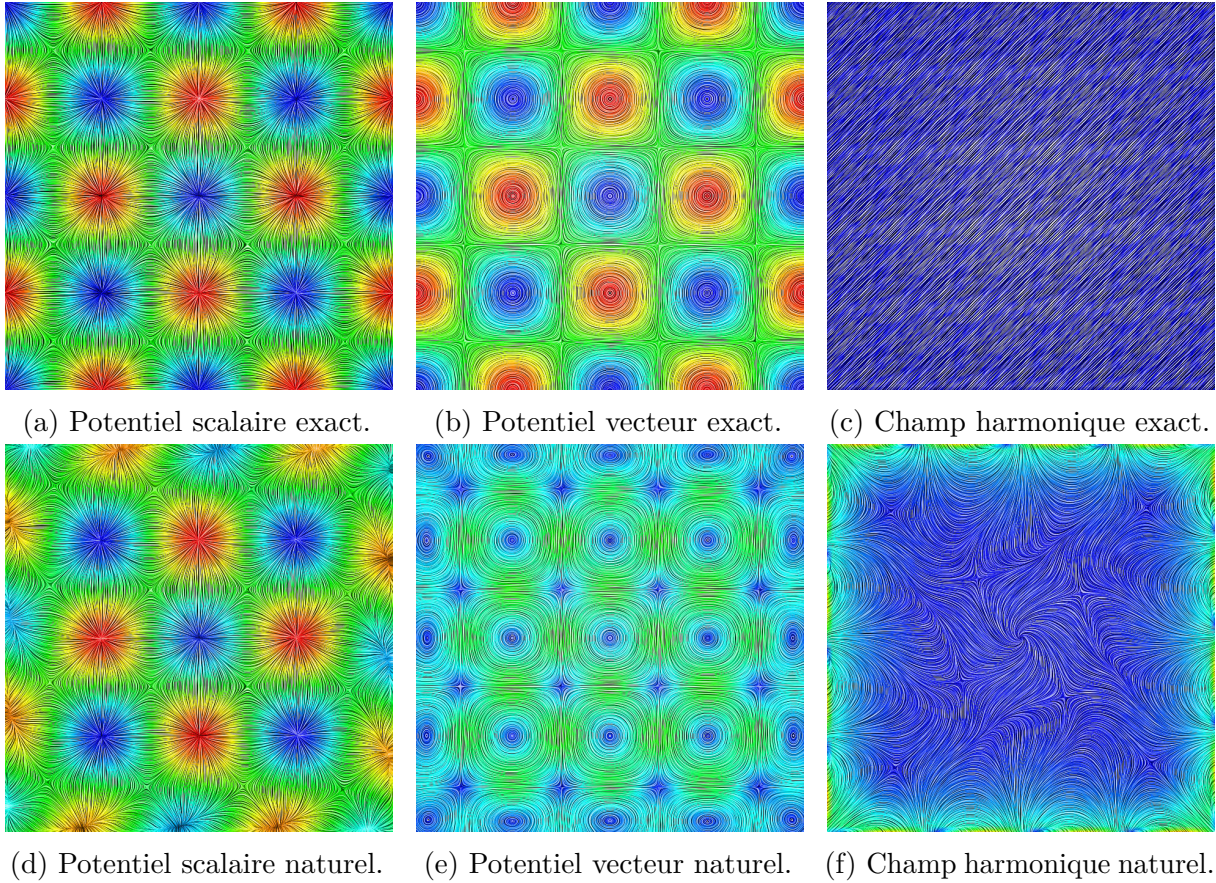 (a) Potentiel scalaire exact.
(b) Potentiel vecteur exact.
(c) Champ harmonique exact.
(d) Potentiel scalaire naturel.
(e) Potentiel vecteur naturel.
(f) Champ harmonique naturel.